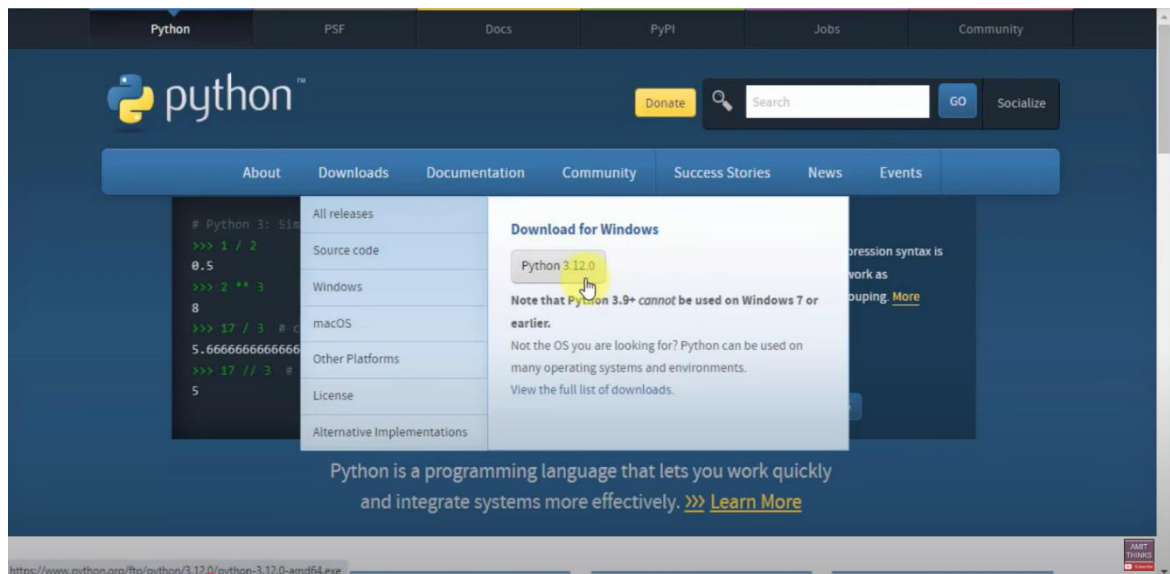 Python PSF Docs PyPI Jobs Community
python™
Donate Search GO Socialize
About Downloads Documentation Community Success Stories News Events
# Python 3: Sim
>>> 1 / 2
0.5
>>> 2 ** 3
8
>>> 17 / 3 # c
5.6666666666666
>>> 17 // 3 #
5
All releases
Source code
Windows
macOS
Other Platforms
License
Alternative Implementations
Download for Windows
Python 3.12.0
Note that Python 3.9+ cannot be used on Windows 7 or
earlier.
Not the OS you are looking for? Python can be used on
many operating systems and environments.
View the full list of downloads.
pression syntax is
work as
ouping. More
Python is a programming language that lets you work quickly
and integrate systems more effectively. >>> Learn More
AMIT
THINKS
Subscribe
https://www.python.org/ftp/python/3.12.0/python-3.12.0-amd64.exe